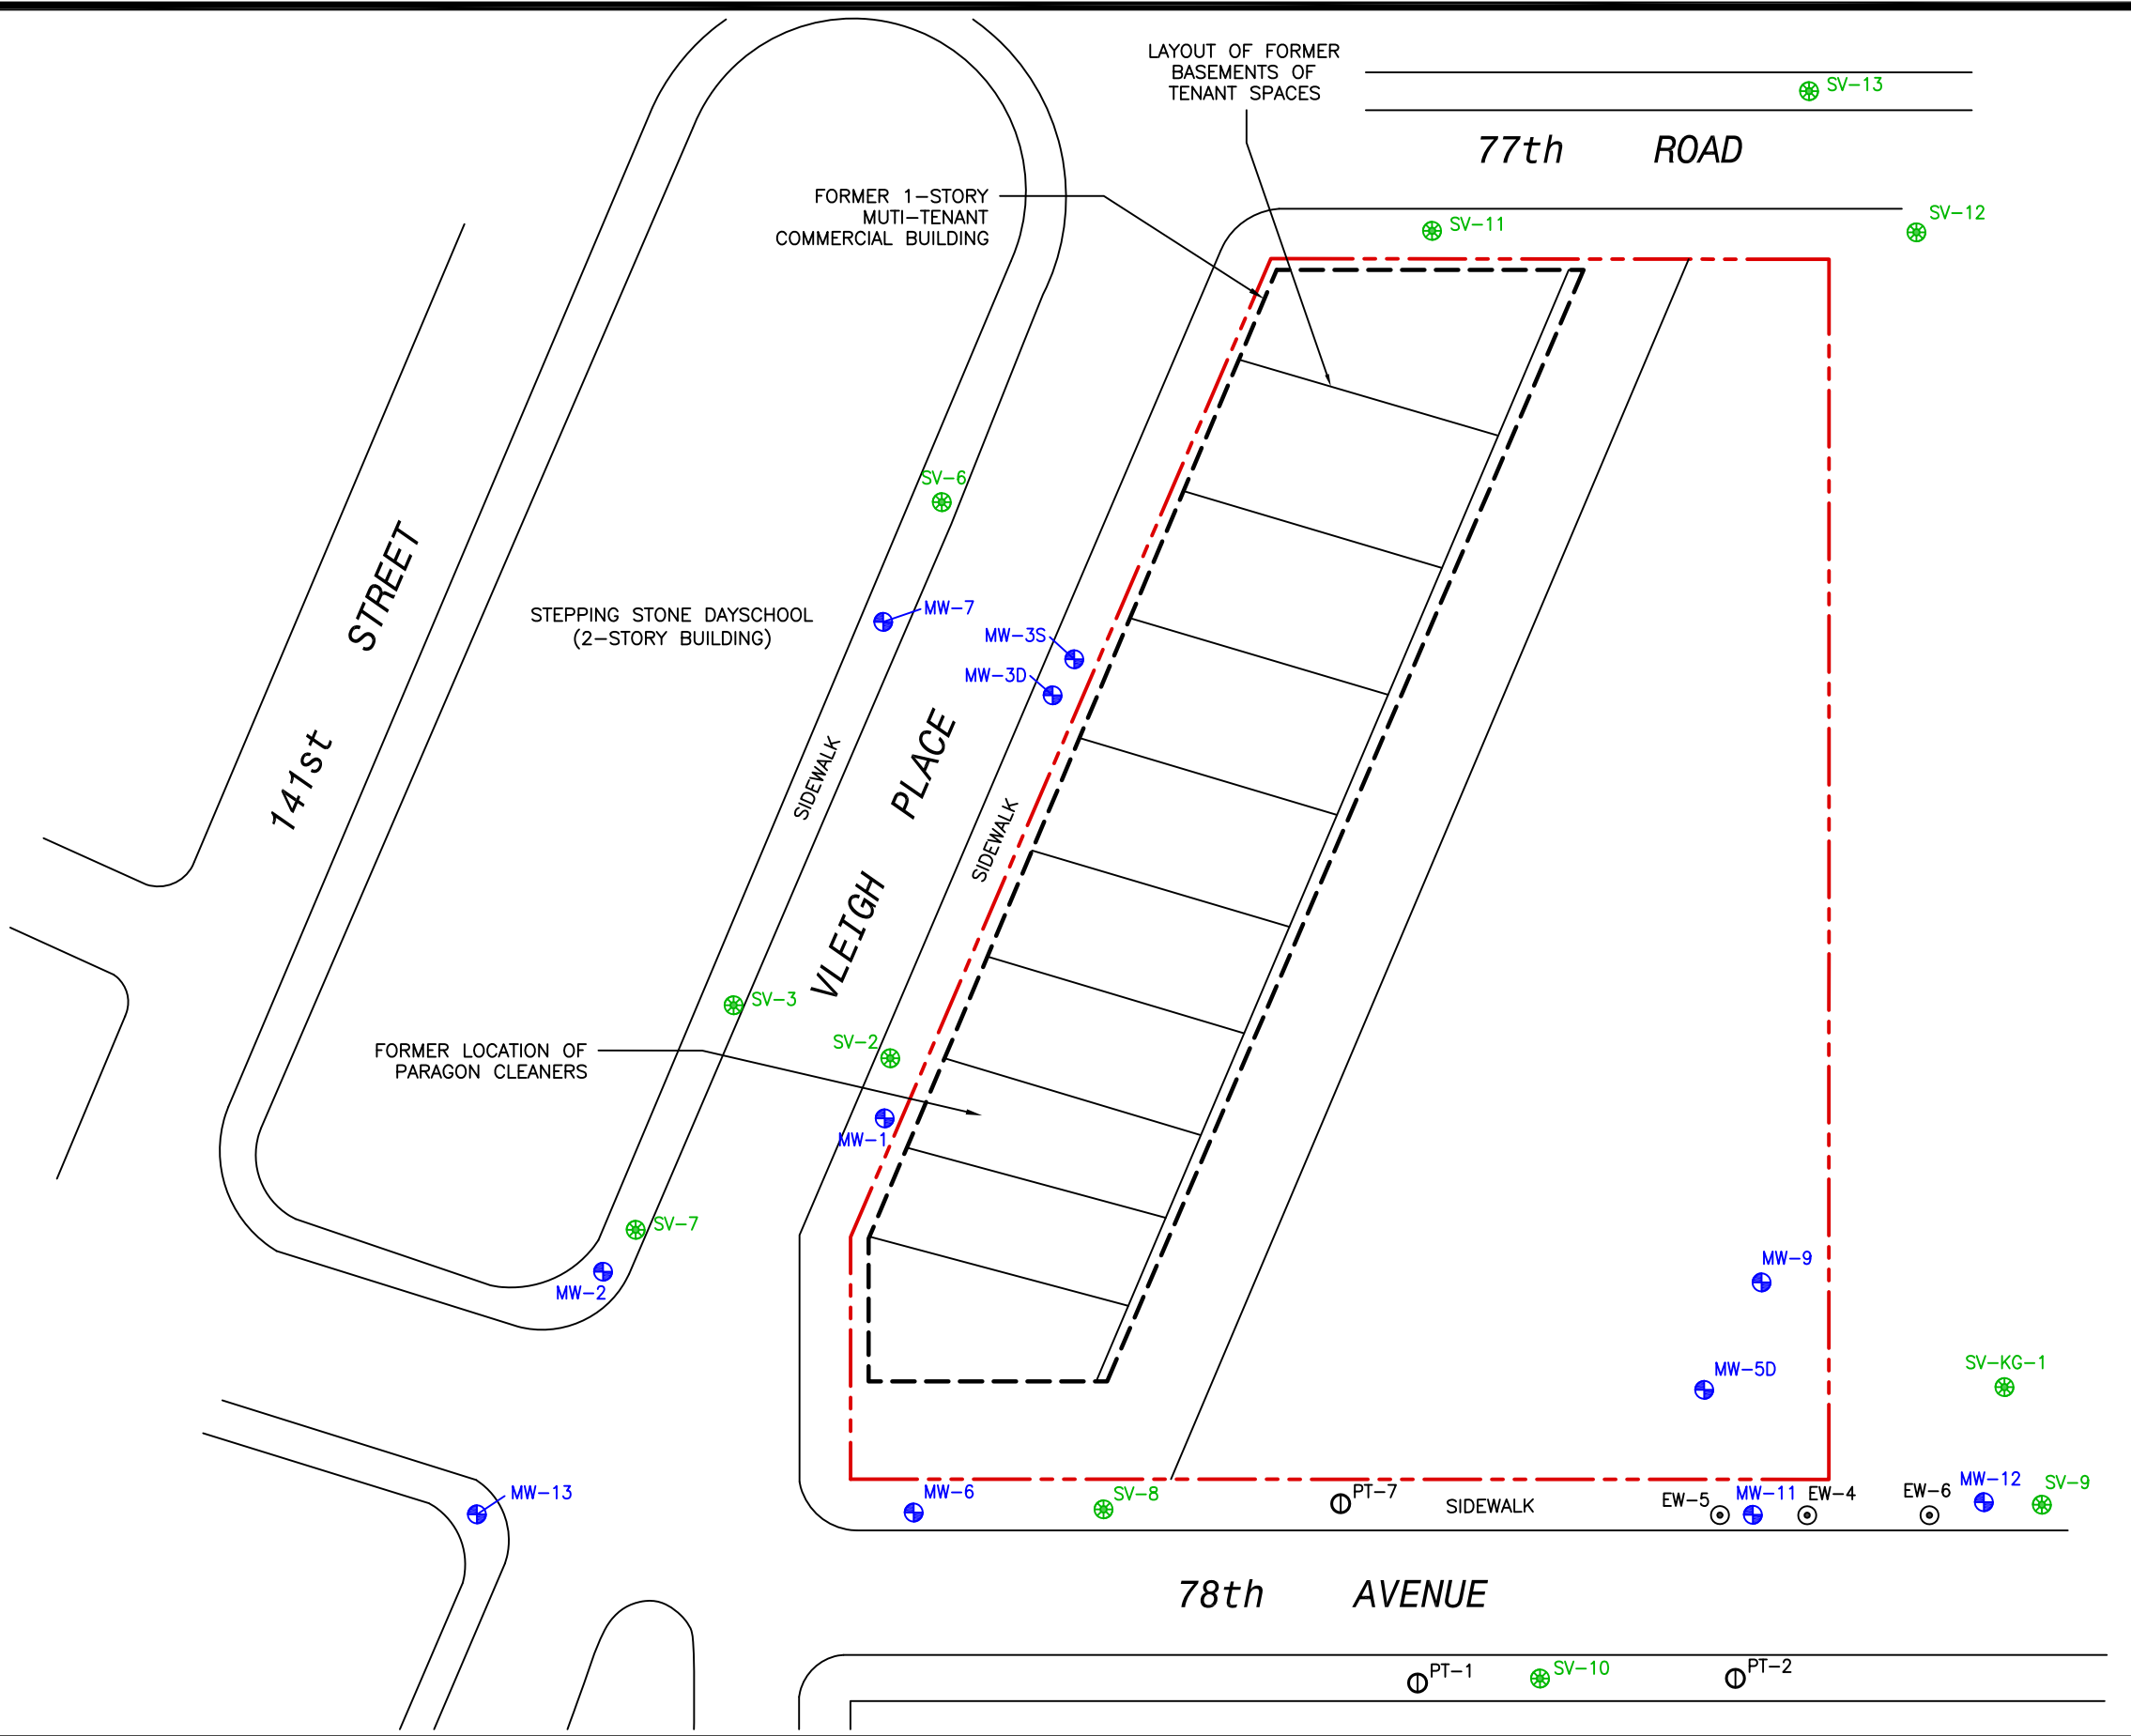 LAYOUT OF FORMER
BASEMENTS OF
TENANT SPACES
SV-13
77th ROAD
FORMER 1-STORY
MUTI-TENANT
COMMERCIAL BUILDING
SV-11
SV-12
SV-6
141st STREET
STEPPING STONE DAYSCHOOL
(2-STORY BUILDING)
MW-7
MW-3S
MW-3D
SIDEWALK
VLEIGH PLACE
SIDEWALK
SV-3
SV-2
FORMER LOCATION OF
PARAGON CLEANERS
MW-1
SV-7
MW-2
MW-9
MW-5D
SV-KG-1
MW-13
MW-6
SV-8
PT-7
SIDEWALK
EW-5
MW-11
EW-4
EW-6
MW-12
SV-9
78th AVENUE
PT-1
SV-10
PT-2